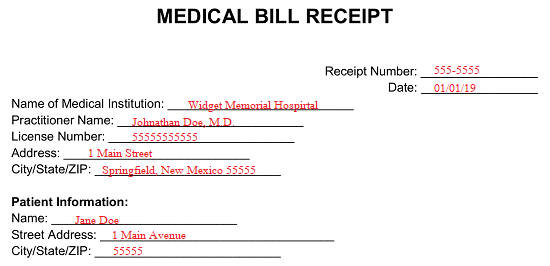 MEDICAL BILL RECEIPT
Receipt Number: 555-5555
Date: 01/01/19
Name of Medical Institution: Widget Memorial Hospirtal
Practitioner Name: Johnathan Doe, M.D.
License Number: 55555555555
Address: 1 Main Street
City/State/ZIP: Springfield, New Mexico 55555
Patient Information:
Name: Jane Doe
Street Address: 1 Main Avenue
City/State/ZIP: 55555